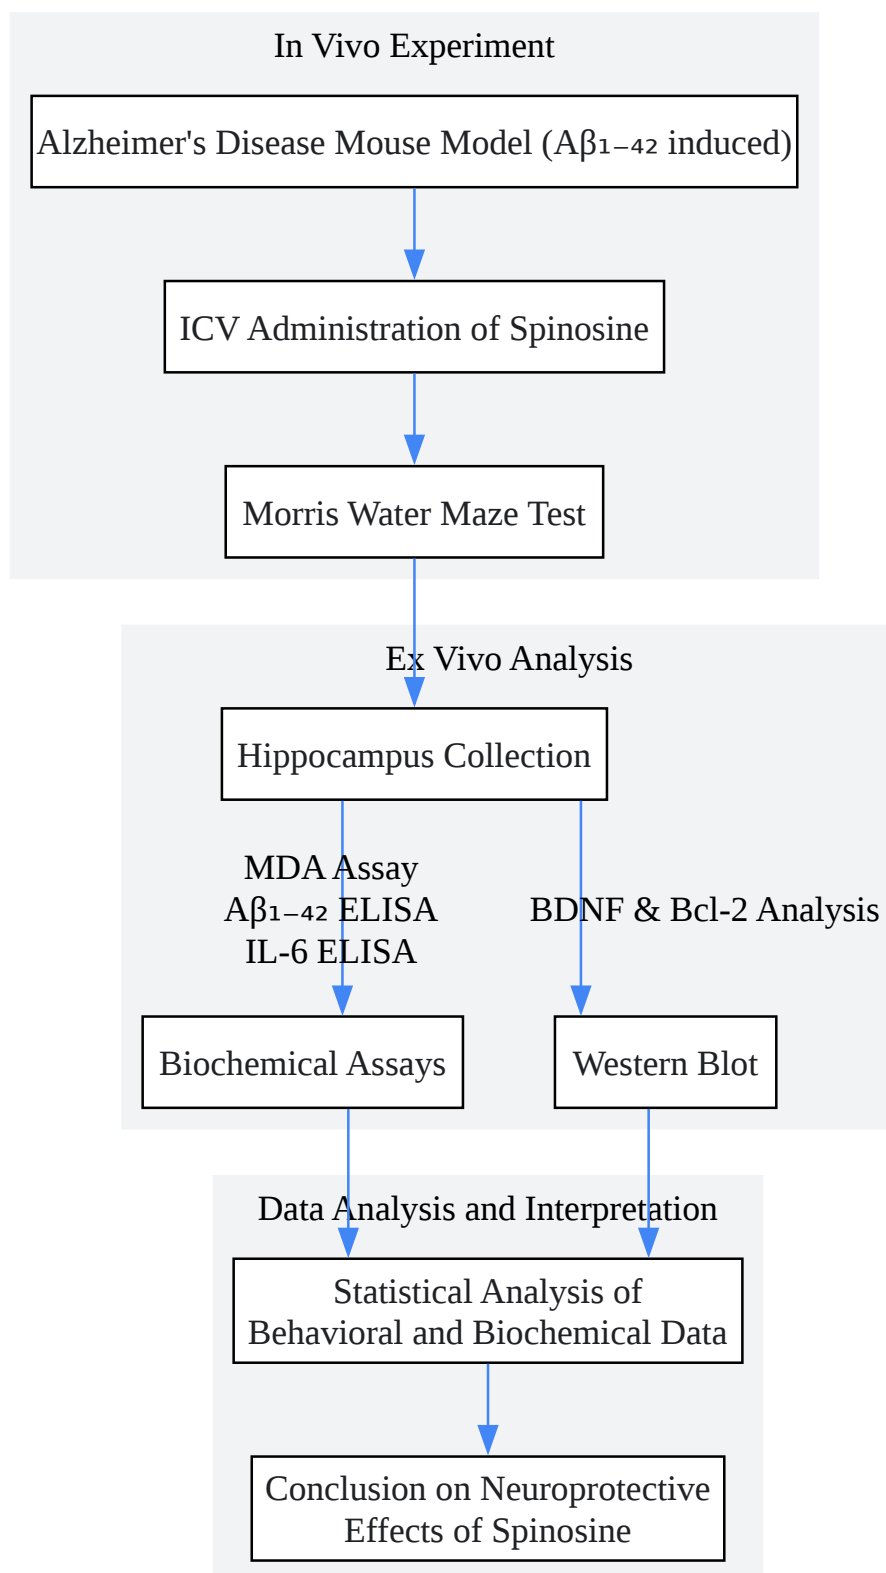 In Vivo Experiment
Alzheimer's Disease Mouse Model (Aβ₁₋₄₂ induced)
ICV Administration of Spinosine
Morris Water Maze Test
Ex Vivo Analysis
Hippocampus Collection
MDA Assay
Aβ₁₋₄₂ ELISA
IL-6 ELISA
BDNF & Bcl-2 Analysis
Biochemical Assays
Western Blot
Data Analysis and Interpretation
Statistical Analysis of
Behavioral and Biochemical Data
Conclusion on Neuroprotective
Effects of Spinosine